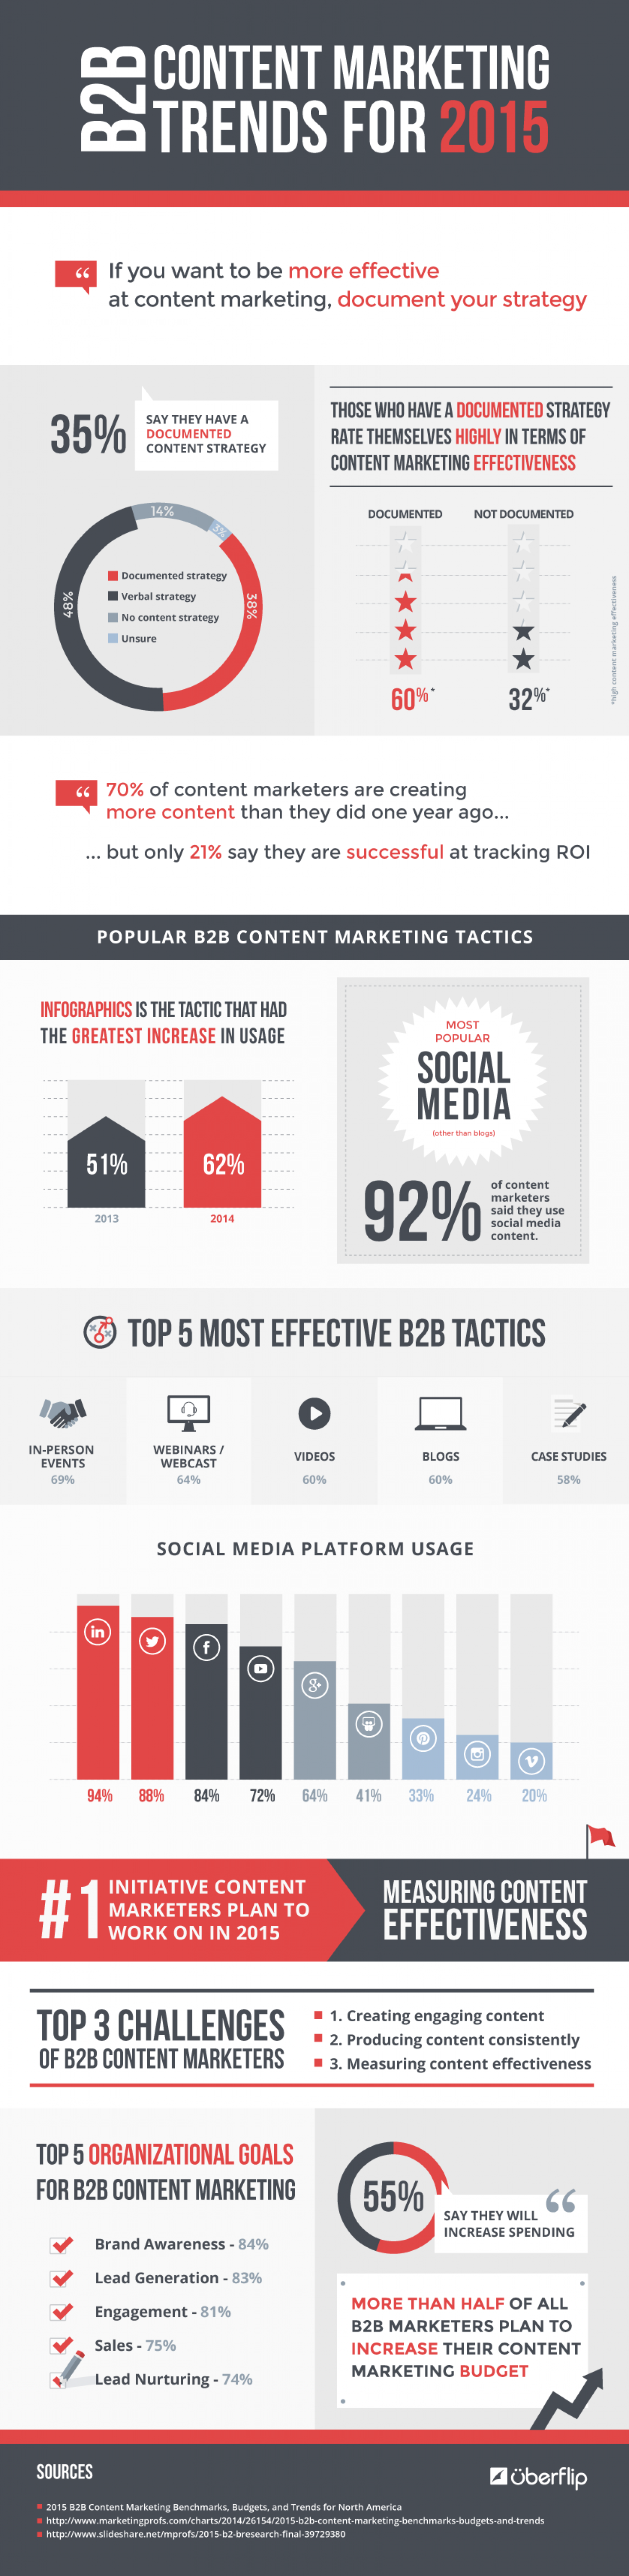 B2B
CONTENT MARKETING
TRENDS FOR 2015
“ If you want to be more effective
at content marketing, document your strategy
35%
SAY THEY HAVE A
DOCUMENTED
CONTENT STRATEGY
14%
3%
48%
38%
Documented strategy
Verbal strategy
No content strategy
Unsure
THOSE WHO HAVE A DOCUMENTED STRATEGY
RATE THEMSELVES HIGHLY IN TERMS OF
CONTENT MARKETING EFFECTIVENESS
DOCUMENTED NOT DOCUMENTED
60%* 32%*
*high content marketing effectiveness
“ 70% of content marketers are creating
more content than they did one year ago...
... but only 21% say they are successful at tracking ROI
POPULAR B2B CONTENT MARKETING TACTICS
INFOGRAPHICS IS THE TACTIC THAT HAD
THE GREATEST INCREASE IN USAGE
51% 62%
2013 2014
MOST
POPULAR
SOCIAL
MEDIA
(other than blogs)
92%
of content
marketers
said they use
social media
content.
TOP 5 MOST EFFECTIVE B2B TACTICS
IN-PERSON
EVENTS
69%
WEBINARS /
WEBCAST
64%
VIDEOS
60%
BLOGS
60%
CASE STUDIES
58%
SOCIAL MEDIA PLATFORM USAGE
in f g+
94% 88% 84% 72% 64% 41% 33% 24% 20%
#1
INITIATIVE CONTENT
MARKETERS PLAN TO
WORK ON IN 2015
MEASURING CONTENT
EFFECTIVENESS
TOP 3 CHALLENGES
OF B2B CONTENT MARKETERS
1. Creating engaging content
2. Producing content consistently
3. Measuring content effectiveness
TOP 5 ORGANIZATIONAL GOALS
FOR B2B CONTENT MARKETING
Brand Awareness - 84%
Lead Generation - 83%
Engagement - 81%
Sales - 75%
Lead Nurturing - 74%
55%
SAY THEY WILL “
INCREASE SPENDING
MORE THAN HALF OF ALL
B2B MARKETERS PLAN TO
INCREASE THEIR CONTENT
MARKETING BUDGET
SOURCES
überflip
2015 B2B Content Marketing Benchmarks, Budgets, and Trends for North America
http://www.marketingprofs.com/charts/2014/26154/2015-b2b-content-marketing-benchmarks-budgets-and-trends
http://www.slideshare.net/mprofs/2015-b2-bresearch-final-39729380